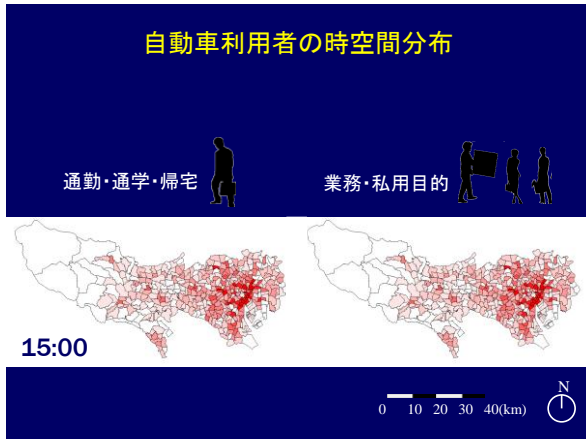 自動車利用者の時空間分布
通勤・通学・帰宅
業務・私用目的
15:00
N
0 10 20 30 40(km)